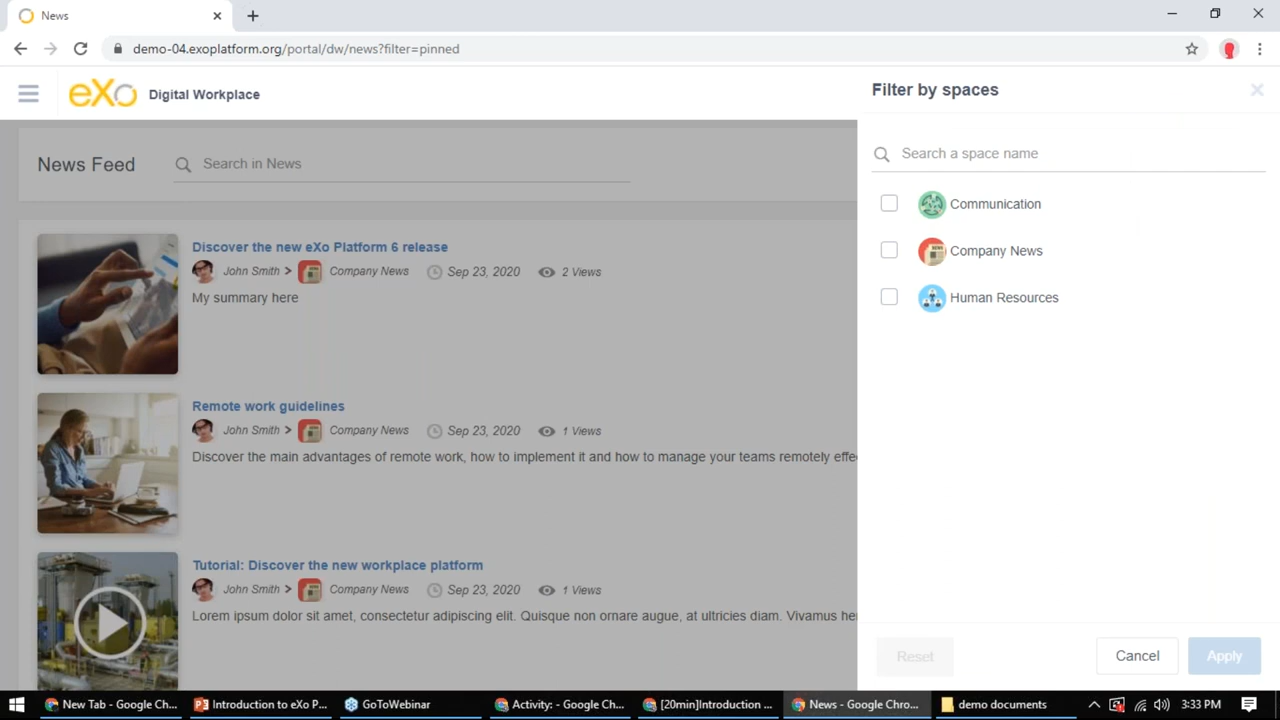 News
demo-04.exoplatform.org/portal/dw/news?filter=pinned
eXo Digital Workplace
News Feed
Search in News
Discover the new eXo Platform 6 release
John Smith > Company News Sep 23, 2020 2 Views
My summary here
Remote work guidelines
John Smith > Company News Sep 23, 2020 1 Views
Discover the main advantages of remote work, how to implement it and how to manage your teams remotely effe
Tutorial: Discover the new workplace platform
John Smith > Company News Sep 23, 2020 1 Views
Lorem ipsum dolor sit amet, consectetur adipiscing elit. Quisque non ornare augue, at ultricies diam. Vivamus her
Filter by spaces
Search a space name
Communication
Company News
Human Resources
Reset Cancel Apply
New Tab - Google Ch... Introduction to eXo P... GoToWebinar Activity: - Google Ch... [20min]Introduction ... News - Google Chro... demo documents 3:33 PM